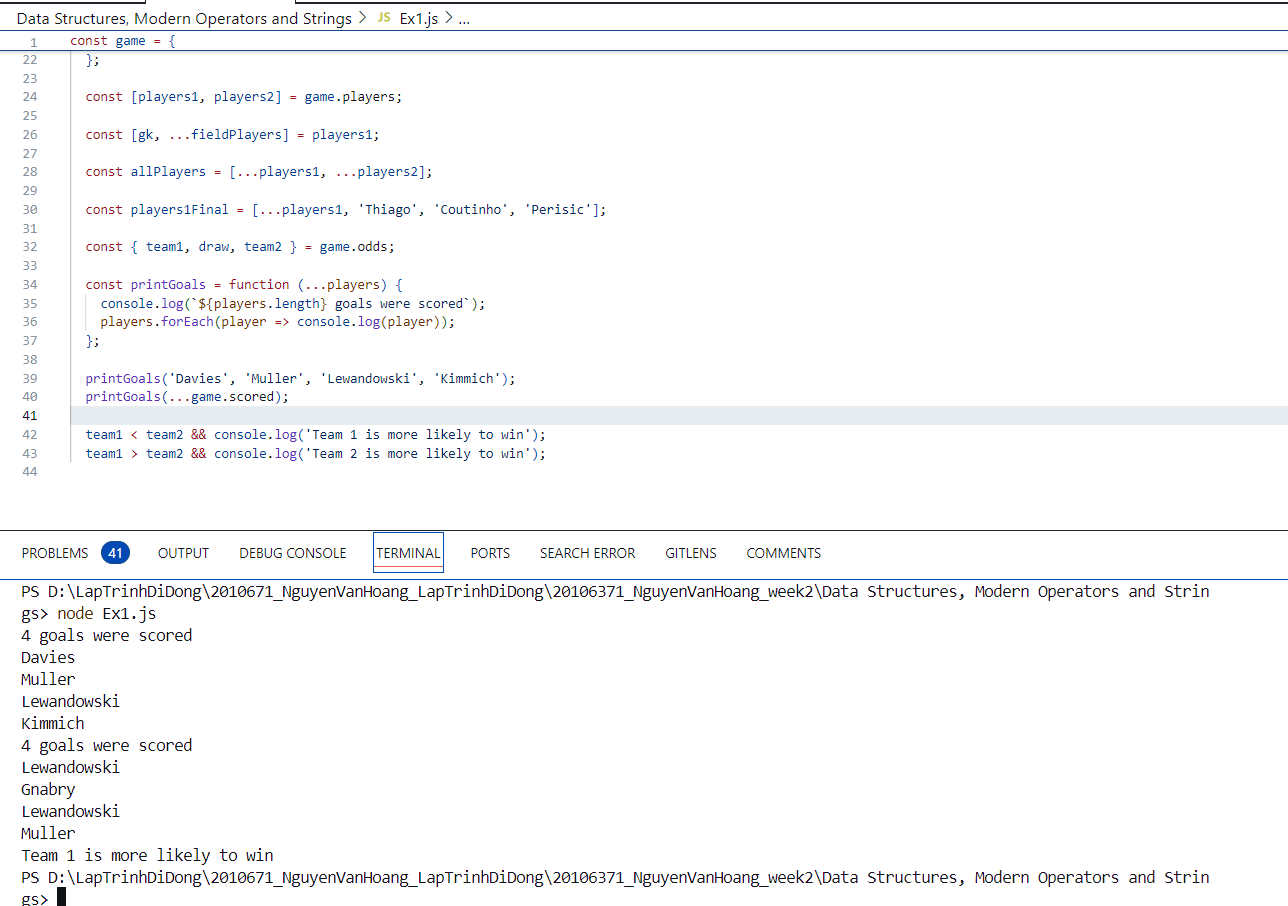 Data Structures, Modern Operators and Strings > JS Ex1.js > ...
1 const game = {
22 };
23
24 const [players1, players2] = game.players;
25
26 const [gk, ...fieldPlayers] = players1;
27
28 const allPlayers = [...players1, ...players2];
29
30 const players1Final = [...players1, 'Thiago', 'Coutinho', 'Perisic'];
31
32 const { team1, draw, team2 } = game.odds;
33
34 const printGoals = function (...players) {
35 console.log(`${players.length} goals were scored`);
36 players.forEach(player => console.log(player));
37 };
38
39 printGoals('Davies', 'Muller', 'Lewandowski', 'Kimmich');
40 printGoals(...game.scored);
41
42 team1 < team2 && console.log('Team 1 is more likely to win');
43 team1 > team2 && console.log('Team 2 is more likely to win');
44
PROBLEMS 41 OUTPUT DEBUG CONSOLE TERMINAL PORTS SEARCH ERROR GITLENS COMMENTS
PS D:\LapTrinhDiDong\2010671_NguyenVanHoang_LapTrinhDiDong\20106371_NguyenVanHoang_week2\Data Structures, Modern Operators and Strin
gs> node Ex1.js
4 goals were scored
Davies
Muller
Lewandowski
Kimmich
4 goals were scored
Lewandowski
Gnabry
Lewandowski
Muller
Team 1 is more likely to win
PS D:\LapTrinhDiDong\2010671_NguyenVanHoang_LapTrinhDiDong\20106371_NguyenVanHoang_week2\Data Structures, Modern Operators and Strin
gs>